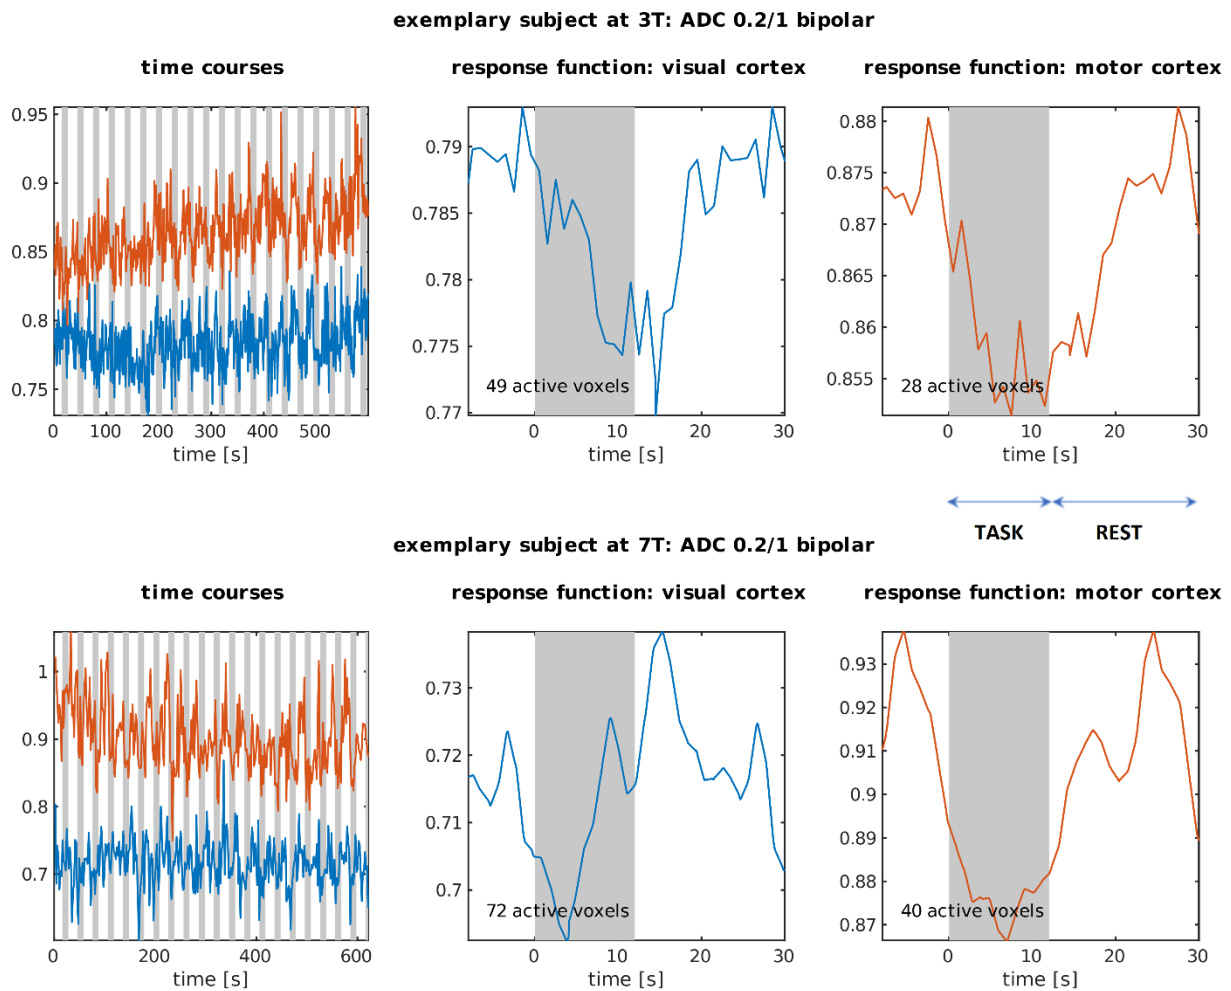 exemplary subject at 3T: ADC 0.2/1 bipolar
time courses
response function: visual cortex
response function: motor cortex
0.95
0.9
0.85
0.8
0.75
0 100 200 300 400 500
time [s]
0.79
0.785
0.78
0.775
0.77
49 active voxels
0 10 20 30
time [s]
0.88
0.875
0.87
0.865
0.86
0.855
28 active voxels
0 10 20 30
time [s]
TASK
REST
exemplary subject at 7T: ADC 0.2/1 bipolar
time courses
response function: visual cortex
response function: motor cortex
1
0.9
0.8
0.7
0 200 400 600
time [s]
0.73
0.72
0.71
0.7
72 active voxels
0 10 20 30
time [s]
0.93
0.92
0.91
0.9
0.89
0.88
0.87
40 active voxels
0 10 20 30
time [s]